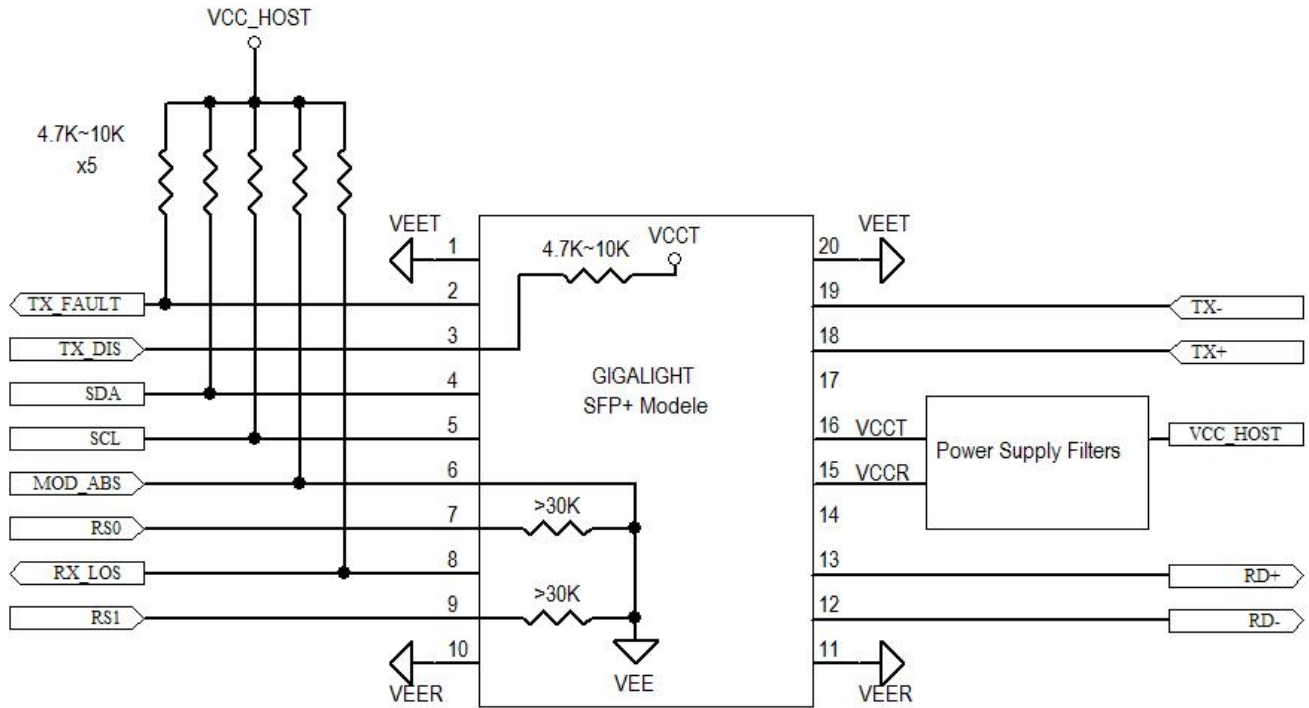 VCC_HOST
4.7K~10K
x5
VEET
1
4.7K~10K
VCCT
20
VEET
TX_FAULT
2
19
TX-
TX_DIS
3
18
TX+
SDA
4
GIGALIGHT
SFP+ Modele
17
SCL
5
16
VCCT
Power Supply Filters
VCC_HOST
MOD_ABS
6
15
VCCR
RS0
7
>30K
14
RX_LOS
8
13
RD+
RS1
9
>30K
12
RD-
10
VEER
VEE
11
VEER